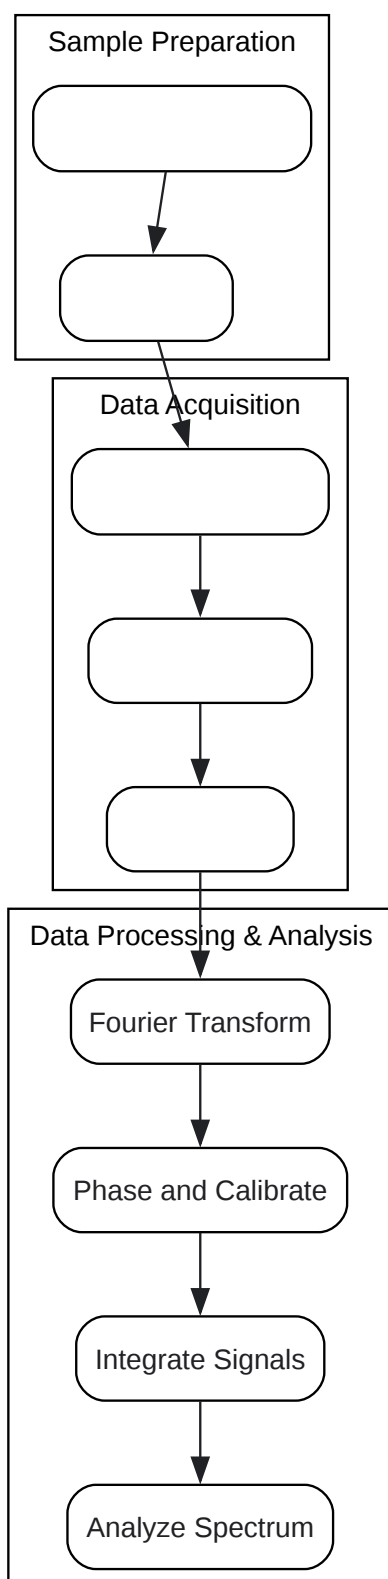 Sample Preparation
Data Acquisition
Data Processing & Analysis
Fourier Transform
Phase and Calibrate
Integrate Signals
Analyze Spectrum